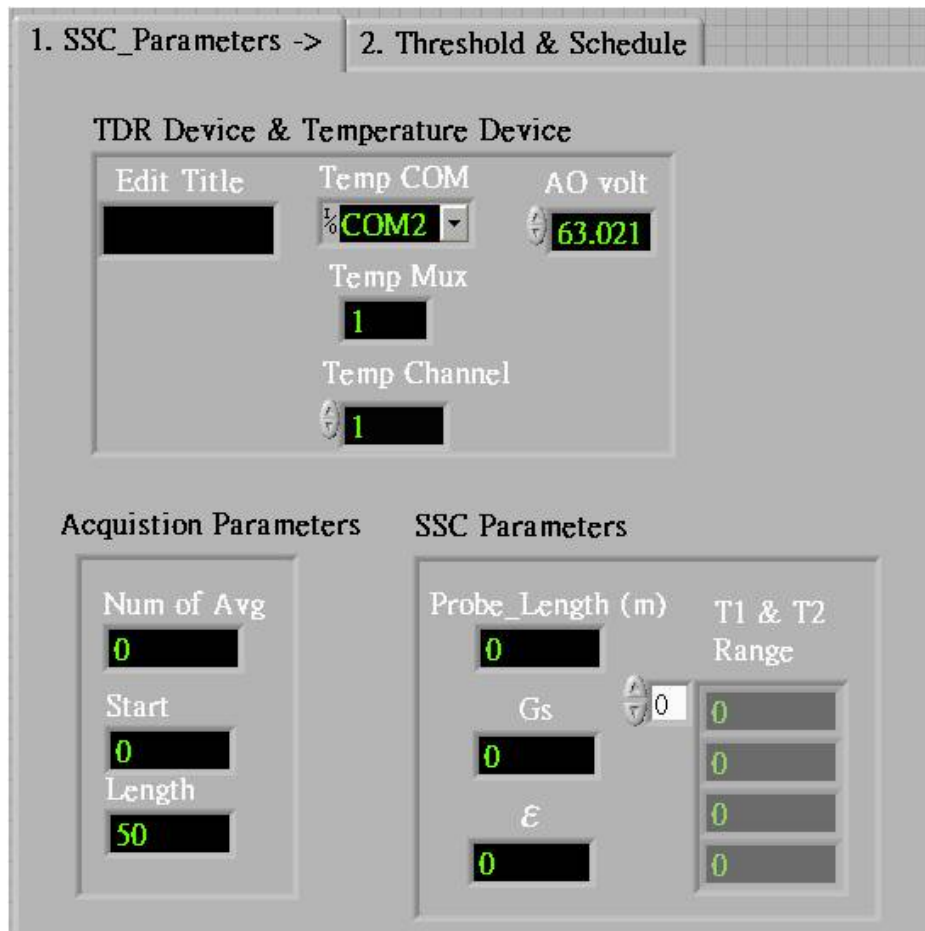 1. SSC_Parameters ->
2. Threshold & Schedule
TDR Device & Temperature Device
Edit Title
Temp COM
AO volt
I/O
COM2
63.021
Temp Mux
1
Temp Channel
1
Acquistion Parameters
SSC Parameters
Num of Avg
0
Start
0
Length
50
Probe_Length (m)
0
Gs
0
ε
0
T1 & T2
Range
0
0
0
0
0